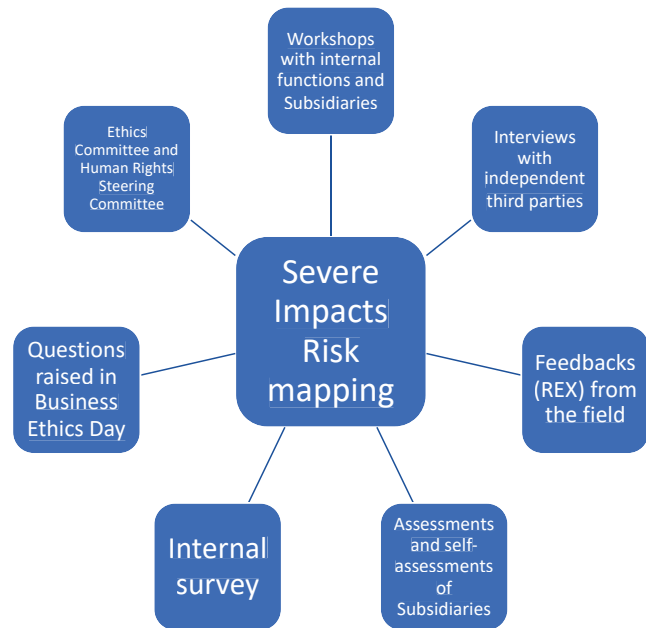 Workshops
with internal
functions and
Subsidiaries
Ethics
Committee and
Human Rights
Steering
Committee
Interviews
with
independent
third parties
Severe
Impacts
Risk
mapping
Questions
raised in
Business
Ethics Day
Feedbacks
(REX) from
the field
Internal
survey
Assessments
and self-
assessments
of
Subsidiaries